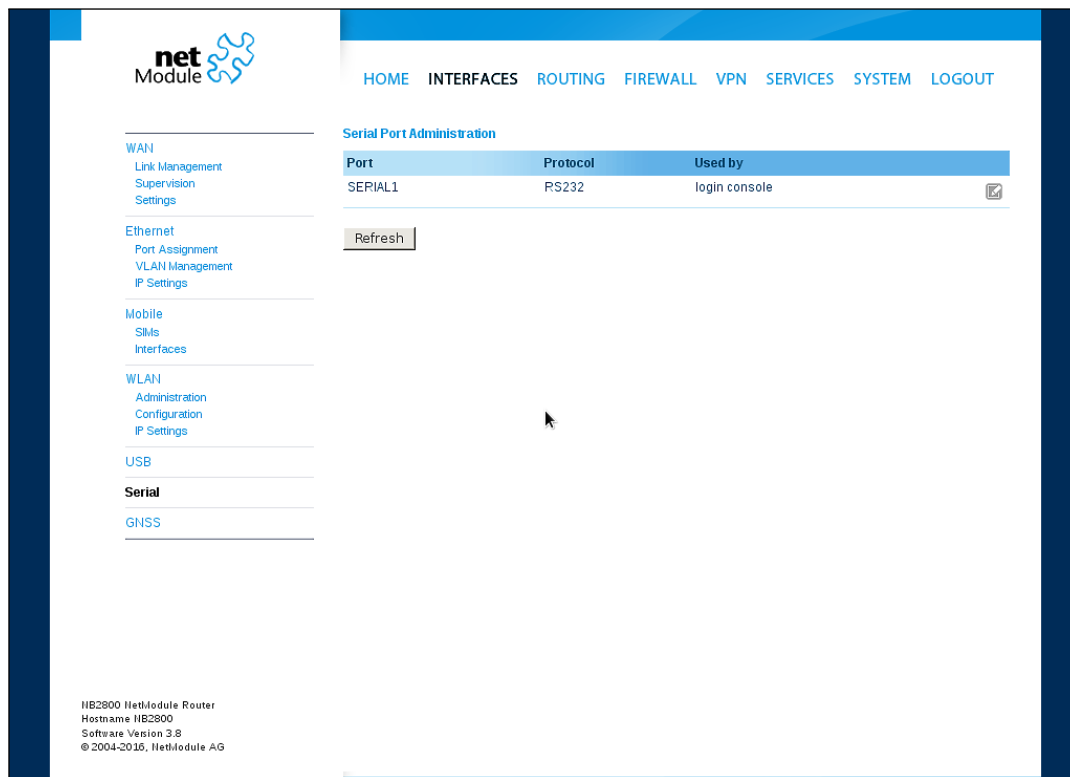 net
Module
HOME INTERFACES ROUTING FIREWALL VPN SERVICES SYSTEM LOGOUT
WAN
Link Management
Supervision
Settings
Ethernet
Port Assignment
VLAN Management
IP Settings
Mobile
SIMs
Interfaces
WLAN
Administration
Configuration
IP Settings
USB
Serial
GNSS
Serial Port Administration
Port Protocol Used by
SERIAL1 RS232 login console
Refresh
NB2800 NetModule Router
Hostname NB2800
Software Version 3.8
© 2004-2016, NetModule AG